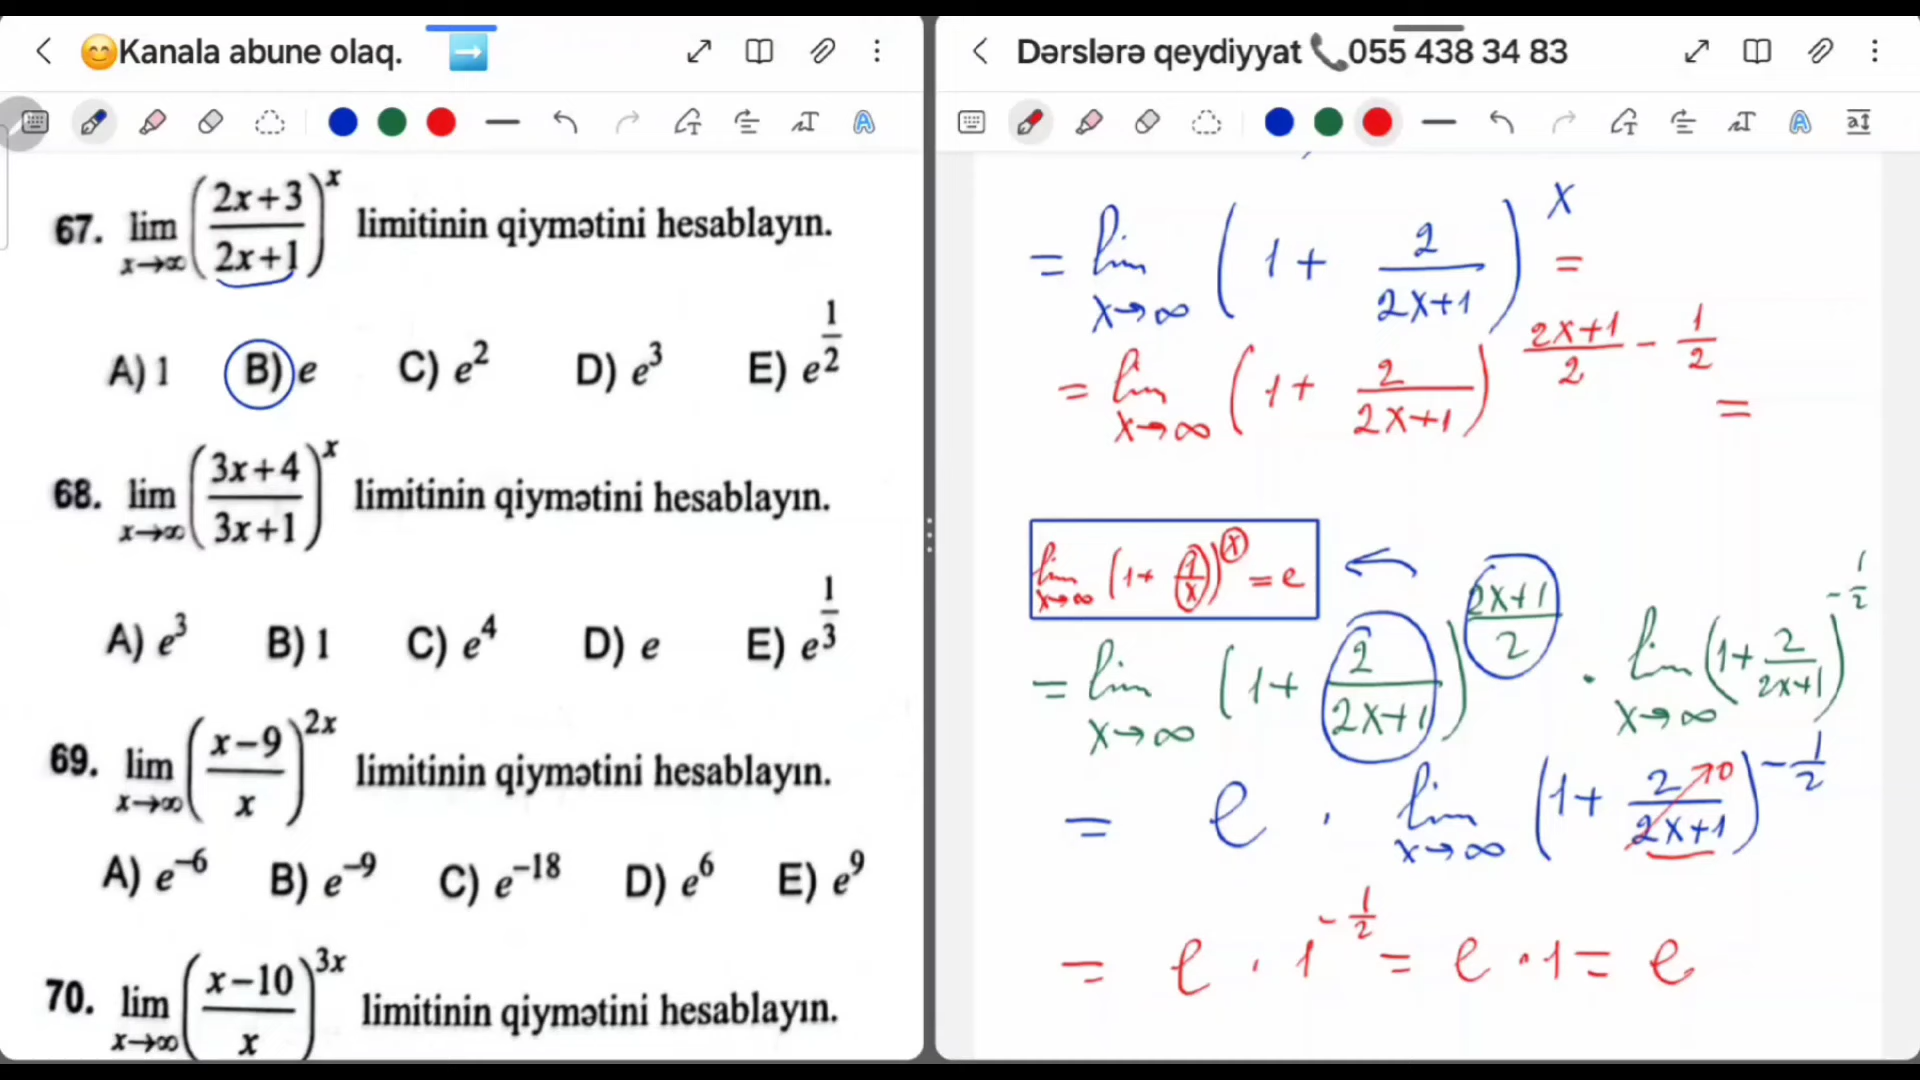 😊Kanala abune olaq. ➡
67. lim x→∞ ((2x+3)/(2x+1))^x limitinin qiymətini hesablayın.
A) 1 B) e C) e^2 D) e^3 E) e^(1/2)
68. lim x→∞ ((3x+4)/(3x+1))^x limitinin qiymətini hesablayın.
A) e^3 B) 1 C) e^4 D) e E) e^(1/3)
69. lim x→∞ ((x−9)/x)^(2x) limitinin qiymətini hesablayın.
A) e^−6 B) e^−9 C) e^−18 D) e^6 E) e^9
70. lim x→∞ ((x−10)/x)^(3x) limitinin qiymətini hesablayın.
Dərslərə qeydiyyat 📞055 438 34 83
= lim x→∞ (1 + 2/(2x+1))^x =
= lim x→∞ (1 + 2/(2x+1))^((2x+1)/2 − 1/2) =
lim x→∞ (1+ 1/x)^x = e
= lim x→∞ (1+ 2/(2x+1))^((2x+1)/2) · lim x→∞ (1+ 2/(2x+1))^(−1/2)
= e · lim x→∞ (1+ 2/(2x+1) →0)^(−1/2)
= e · 1^(−1/2) = e · 1 = e